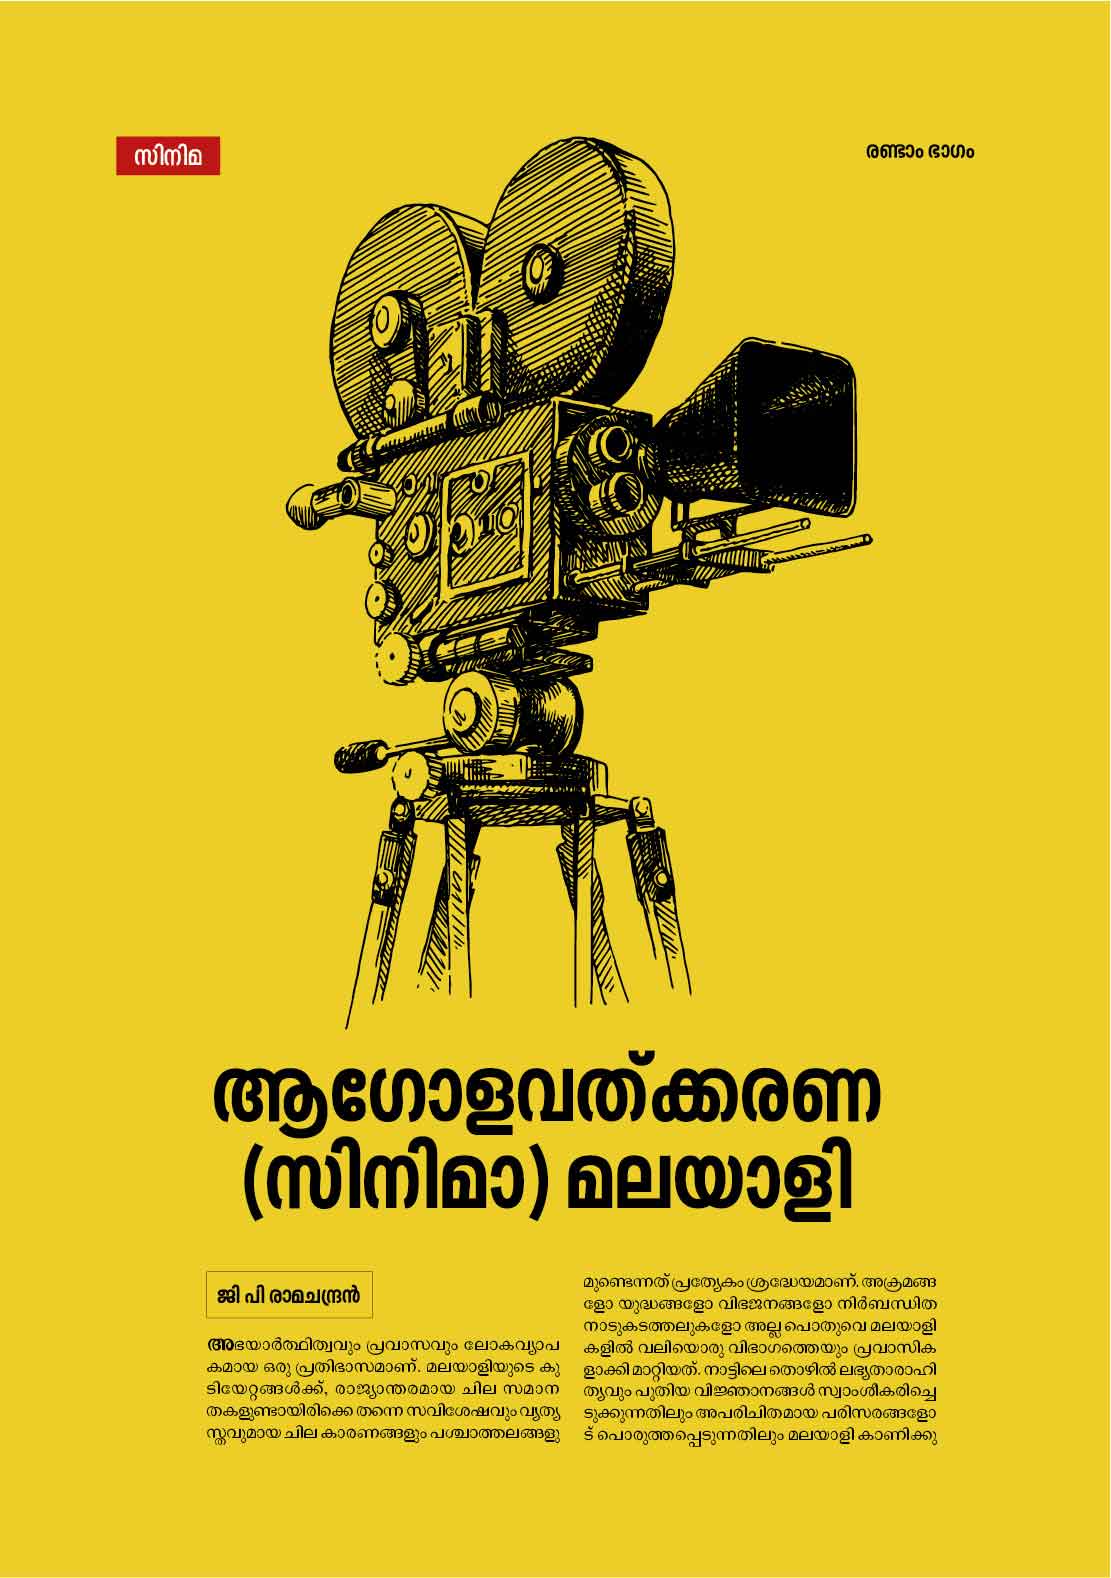 സിനിമ
രണ്ടാം ഭാഗം
ആഗോളവത്ക്കരണ
(സിനിമാ) മലയാളി
ജി പി രാമചന്ദ്രൻ
അഭയാർത്ഥിത്വവും പ്രവാസവും ലോകവ്യാപ
കമായ ഒരു പ്രതിഭാസമാണ്. മലയാളിയുടെ കു
ടിയേറ്റങ്ങൾക്ക്, രാജ്യാന്തരമായ ചില സമാന
തകളുണ്ടായിരിക്കെ തന്നെ സവിശേഷവും വ്യത്യ
സ്തവുമായ ചില കാരണങ്ങളും പശ്ചാത്തലങ്ങളു
മുണ്ടെന്നത് പ്രത്യേകം ശ്രദ്ധേയമാണ്. അക്രമങ്ങ
ളോ യുദ്ധങ്ങളോ വിഭജനങ്ങളോ നിർബന്ധിത
നാടുകടത്തലുകളോ അല്ല പൊതുവെ മലയാളി
കളിൽ വലിയൊരു വിഭാഗത്തെയും പ്രവാസിക
ളാക്കി മാറ്റിയത്. നാട്ടിലെ തൊഴിൽ ലഭ്യതാരാഹി
ത്യവും പുതിയ വിജ്ഞാനങ്ങൾ സ്വാംശീകരിച്ചെ
ടുക്കുന്നതിലും അപരിചിതമായ പരിസരങ്ങളോ
ട് പൊരുത്തപ്പെടുന്നതിലും മലയാളി കാണിക്കു